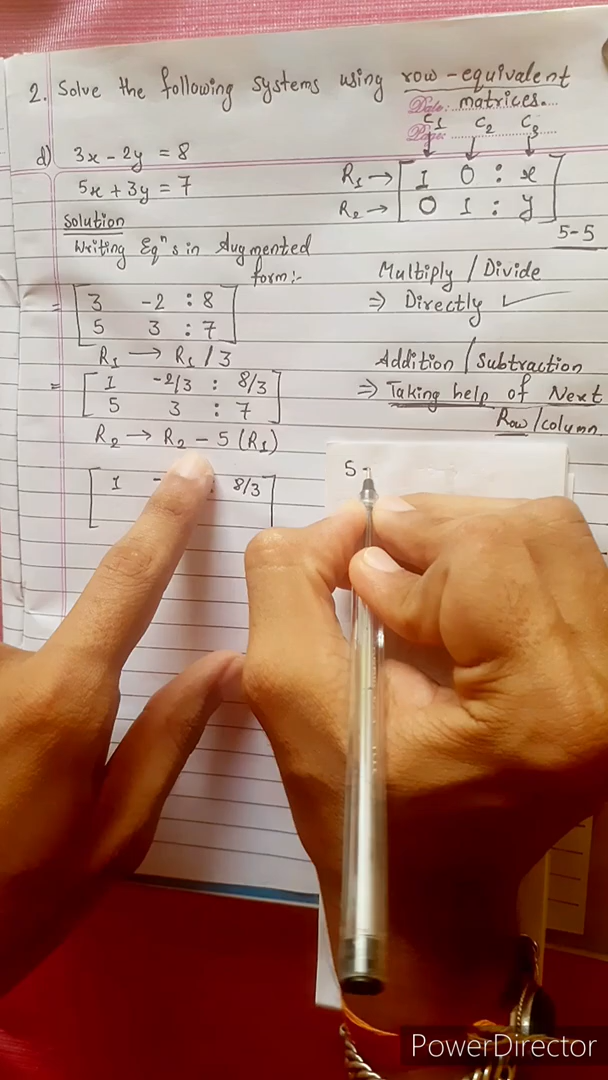 2. Solve the following systems using row-equivalent
Date: matrices.
Page:
C1 C2 C3
d) 3x - 2y = 8
5x + 3y = 7
R1 → [ 1 0 : x ]
R2 → [ 0 1 : y ]
5-5
Solution
Writing Eqns in Augmented
form:-
= [ 3 -2 : 8 ]
[ 5 3 : 7 ]
R1 → R1 / 3
= [ 1 -2/3 : 8/3 ]
[ 5 3 : 7 ]
R2 → R2 - 5 (R1)
[ 1 - : 8/3 ]
Multiply / Divide
⇒ Directly ✓
Addition / Subtraction
⇒ Taking help of Next
Row / column
5 -
PowerDirector